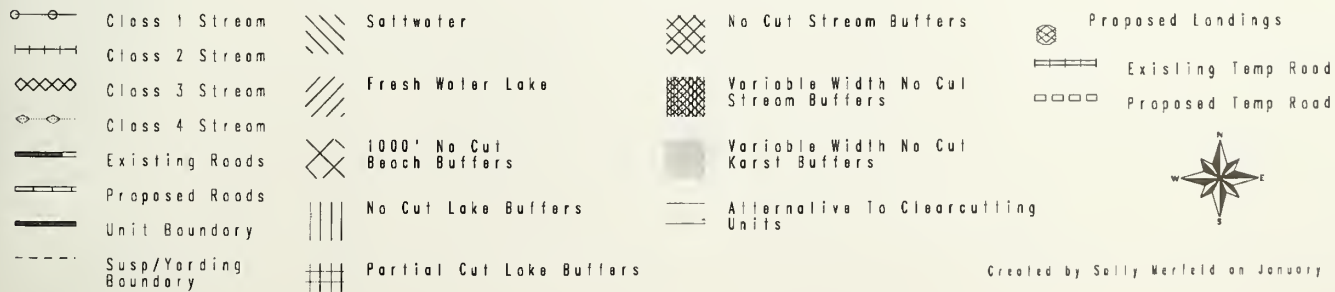 Class 1 Stream
Class 2 Stream
Class 3 Stream
Class 4 Stream
Existing Roads
Proposed Roads
Unit Boundary
Susp/Yarding
Boundary
Saltwater
Fresh Water Lake
1000' No Cut
Beach Buffers
No Cut Lake Buffers
Partial Cut Lake Buffers
No Cut Stream Buffers
Variable Width No Cut
Stream Buffers
Variable Width No Cut
Karst Buffers
Alternative To Clearcutting
Units
Proposed Landings
Existing Temp Road
Proposed Temp Road
N
W E
S
Created by Sally Merfeld on January